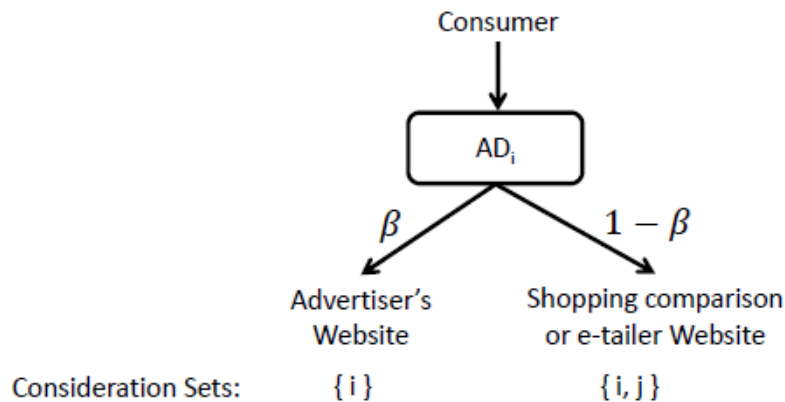 Consumer
AD_i
β 1 − β
Advertiser's Shopping comparison
Website or e-tailer Website
Consideration Sets: { i } { i, j }